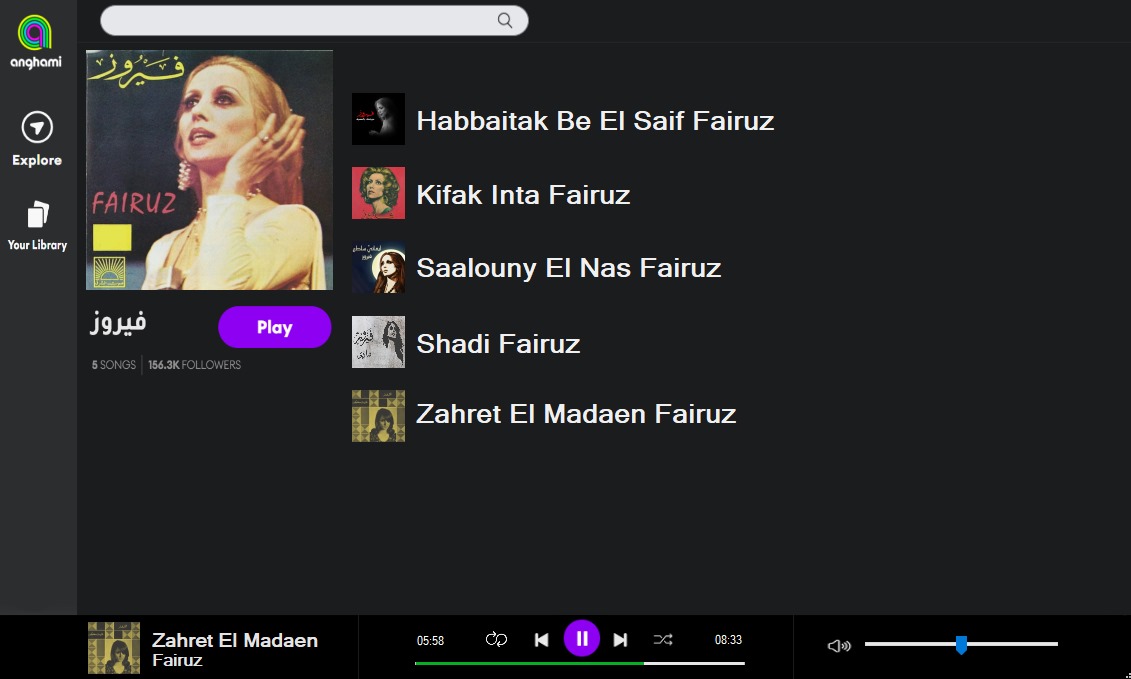 anghami
Explore
Your Library
فيروز
FAIRUZ
فيروز
Play
5 SONGS
156.3K FOLLOWERS
Habbaitak Be El Saif Fairuz
Kifak Inta Fairuz
Saalouny El Nas Fairuz
Shadi Fairuz
Zahret El Madaen Fairuz
Zahret El Madaen
Fairuz
05:58
08:33